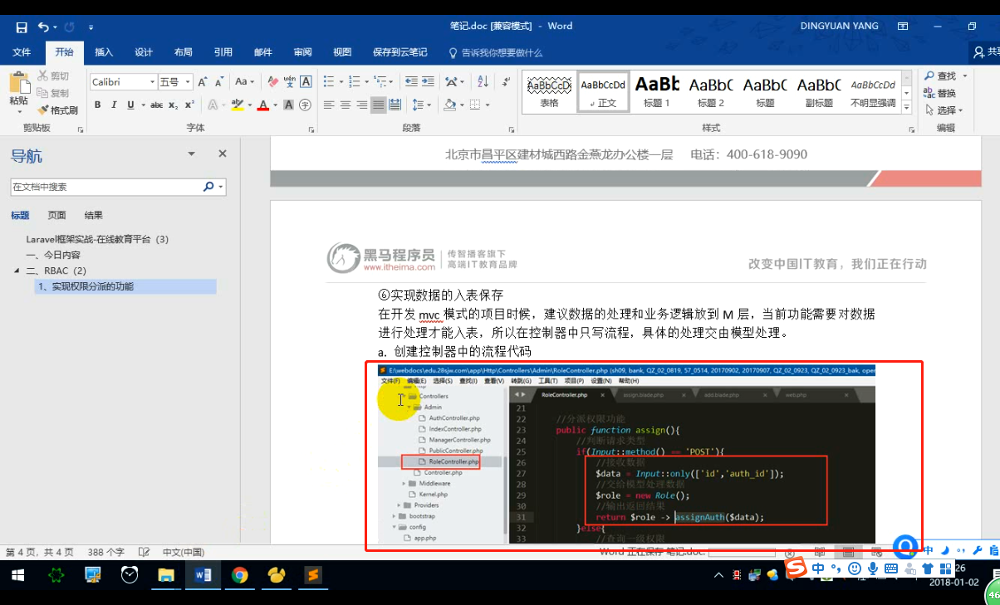 笔记.doc [兼容模式] - Word
DINGYUAN YANG
文件 开始 插入 设计 布局 引用 邮件 审阅 视图 保存到云笔记 告诉我你想要做什么 共享
粘贴 剪切 复制 格式刷
剪贴板
Calibri 五号
字体
段落
AaBbCcDi 表格
AaBbCcDd 正文
AaBb 标题 1
AaBbC 标题 2
AaBbC 标题
AaBbC 副标题
AaBbCcDd 不明显强调
样式
查找 替换 选择
编辑
导航
在文档中搜索
标题 页面 结果
Laravel框架实战-在线教育平台（3）
一、今日内容
二、RBAC（2）
1、实现权限分派的功能
北京市昌平区建材城西路金燕龙办公楼一层 电话：400-618-9090
黑马程序员
www.itheima.com
传智播客旗下
高端IT教育品牌
改变中国IT教育，我们正在行动
⑥实现数据的入表保存
在开发 mvc 模式的项目时候，建议数据的处理和业务逻辑放到 M 层，当前功能需要对数据
进行处理才能入表，所以在控制器中只写流程，具体的处理交由模型处理。
a. 创建控制器中的流程代码
E:\webdocs\edu.28sjw.com\app\Http\Controllers\Admin\RoleController.php (sh09, bank, QZ_02_0819, S7_0514, 20170902, 20170907, QZ_02_0923, QZ_02_0923_bak, open
文件(F) 编辑(E) 选择(S) 查找(I) 查看(V) 转跳(G) 工具(T) 项目(P) 设置(N) 帮助(H)
Controllers
Admin
AuthController.php
IndexController.php
ManagerController.php
PublicController.php
RoleController.php
Controller.php
Middleware
Kernel.php
Providers
bootstrap
config
app.php
RoleController.php assign.blade.php add.blade.php web.php
21
22 //分派权限功能
23 public function assign(){
24 //判断请求类型
25 if(Input::method() == 'POST'){
26 //接收数据
27 $data = Input::only(['id','auth_id']);
28 //交给模型处理数据
29 $role = new Role();
30 //输出返回结果
31 return $role -> assignAuth($data);
32 }else{
33 //查询一级权限
第 4 页，共 4 页 388 个字 中文(中国)
Word 正在保存 笔记.doc:
中
中
26
2018-01-02
46